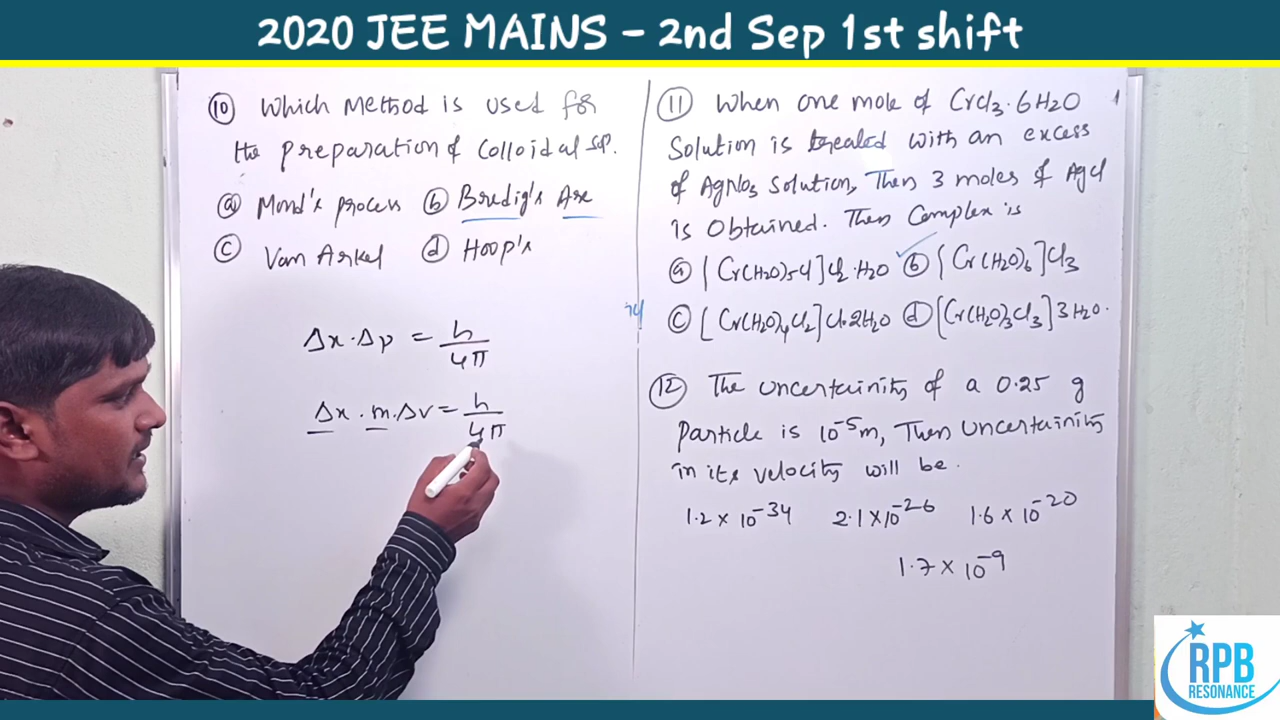 2020 JEE MAINS - 2nd Sep 1st shift
10 Which Method is used for
the preparation of Colloidal sol.
a Mond's process b Bredig's Arc
c Van Arkel d Hoop's
Δx·Δp = h/4π
Δx·m·Δv = h/4π
11 When one mole of CrCl3·6H2O
Solution is treated with an excess
of AgNO3 Solution, Then 3 moles of AgCl
is Obtained. Then Complex is
a [Cr(H2O)5Cl]Cl2·H2O b [Cr(H2O)6]Cl3
c [Cr(H2O)4Cl2]Cl·2H2O d [Cr(H2O)3Cl3]3H2O.
12 The uncertainity of a 0.25 g
Particle is 10^-5 m, Then Uncertainity
in its velocity will be.
1.2 × 10^-34 2.1 × 10^-26 1.6 × 10^-20
1.7 × 10^-9
RPB
RESONANCE